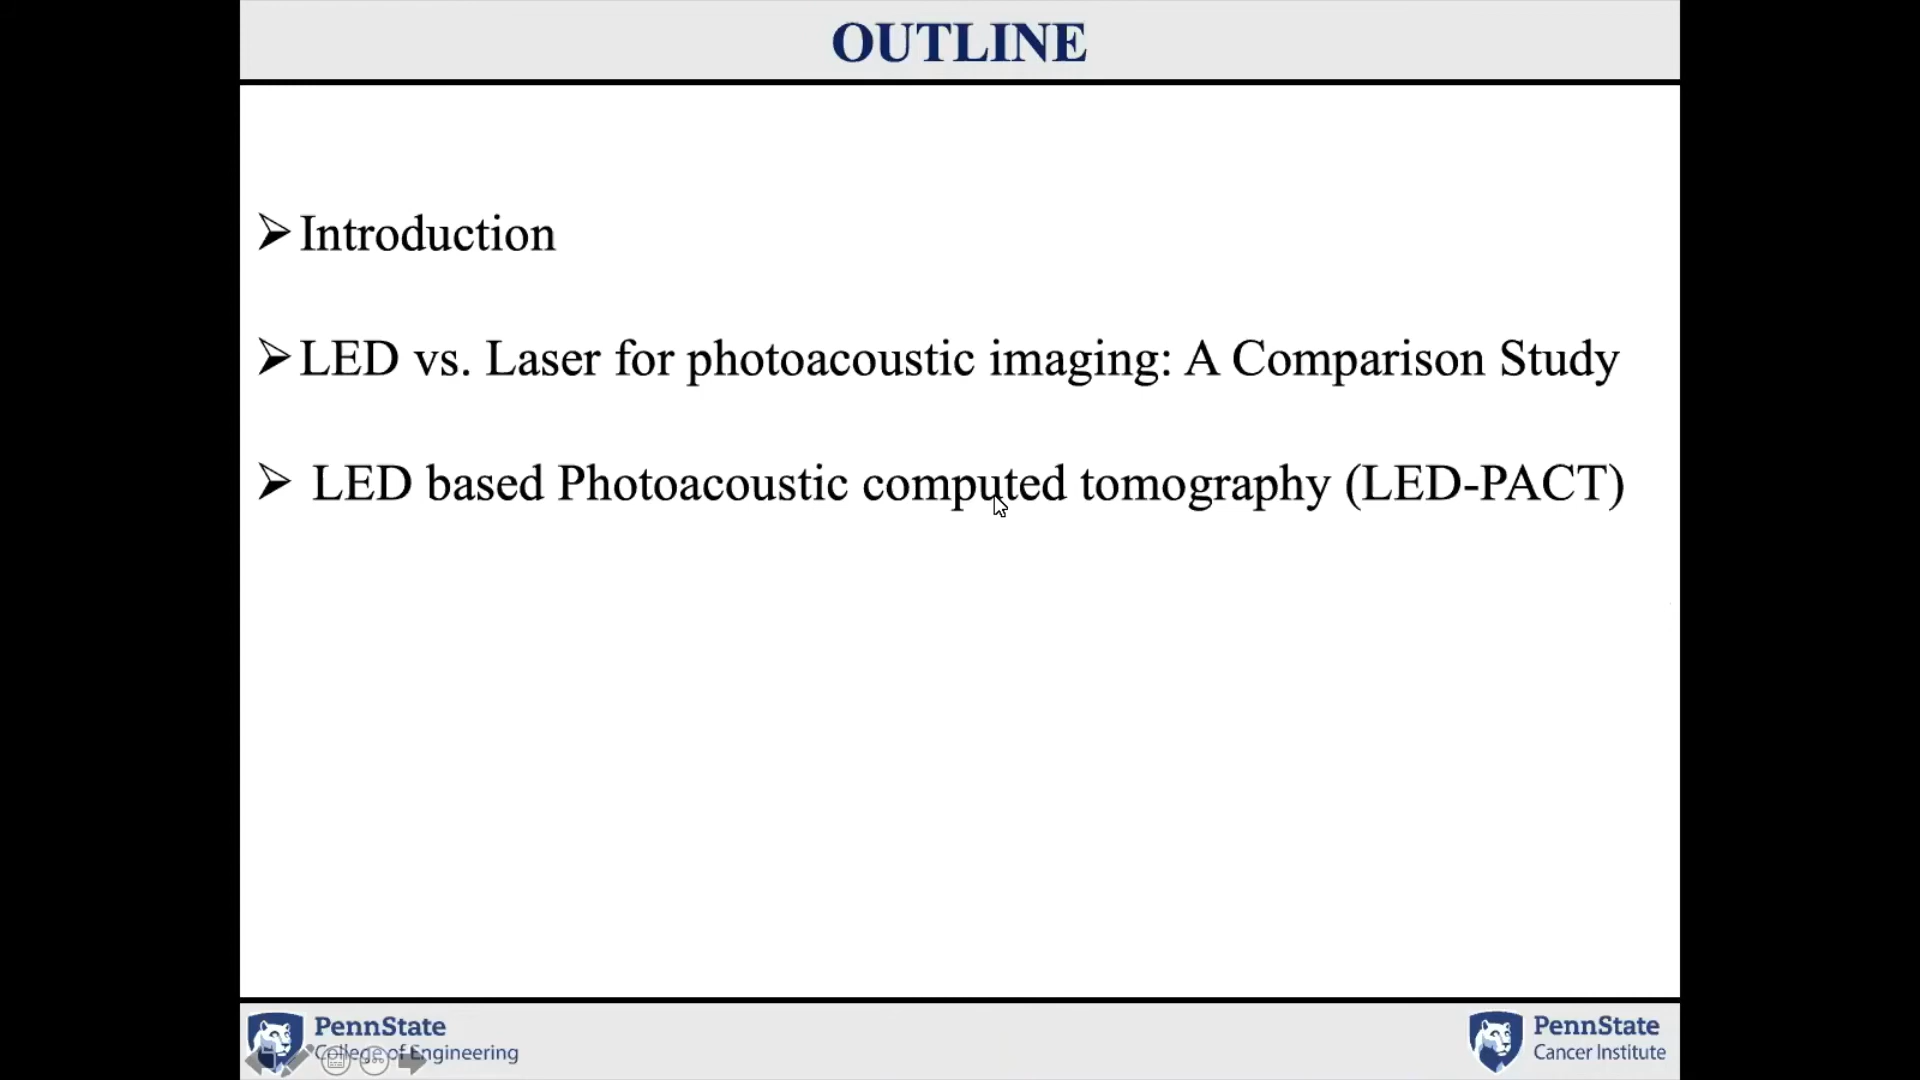 OUTLINE
Introduction
LED vs. Laser for photoacoustic imaging: A Comparison Study
LED based Photoacoustic computed tomography (LED-PACT)
PennState
College of Engineering
PennState
Cancer Institute